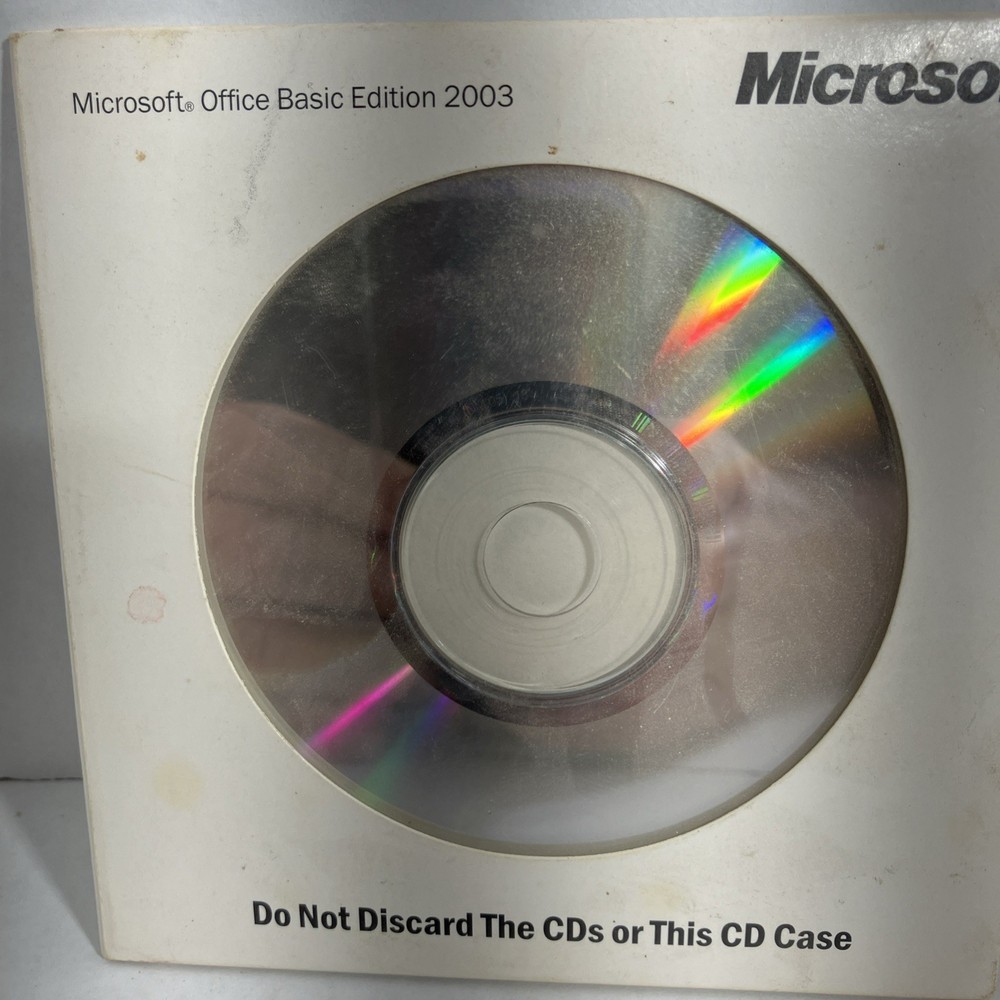 Microsoft® Office Basic Edition 2003
Microso
Do Not Discard The CDs or This CD Case